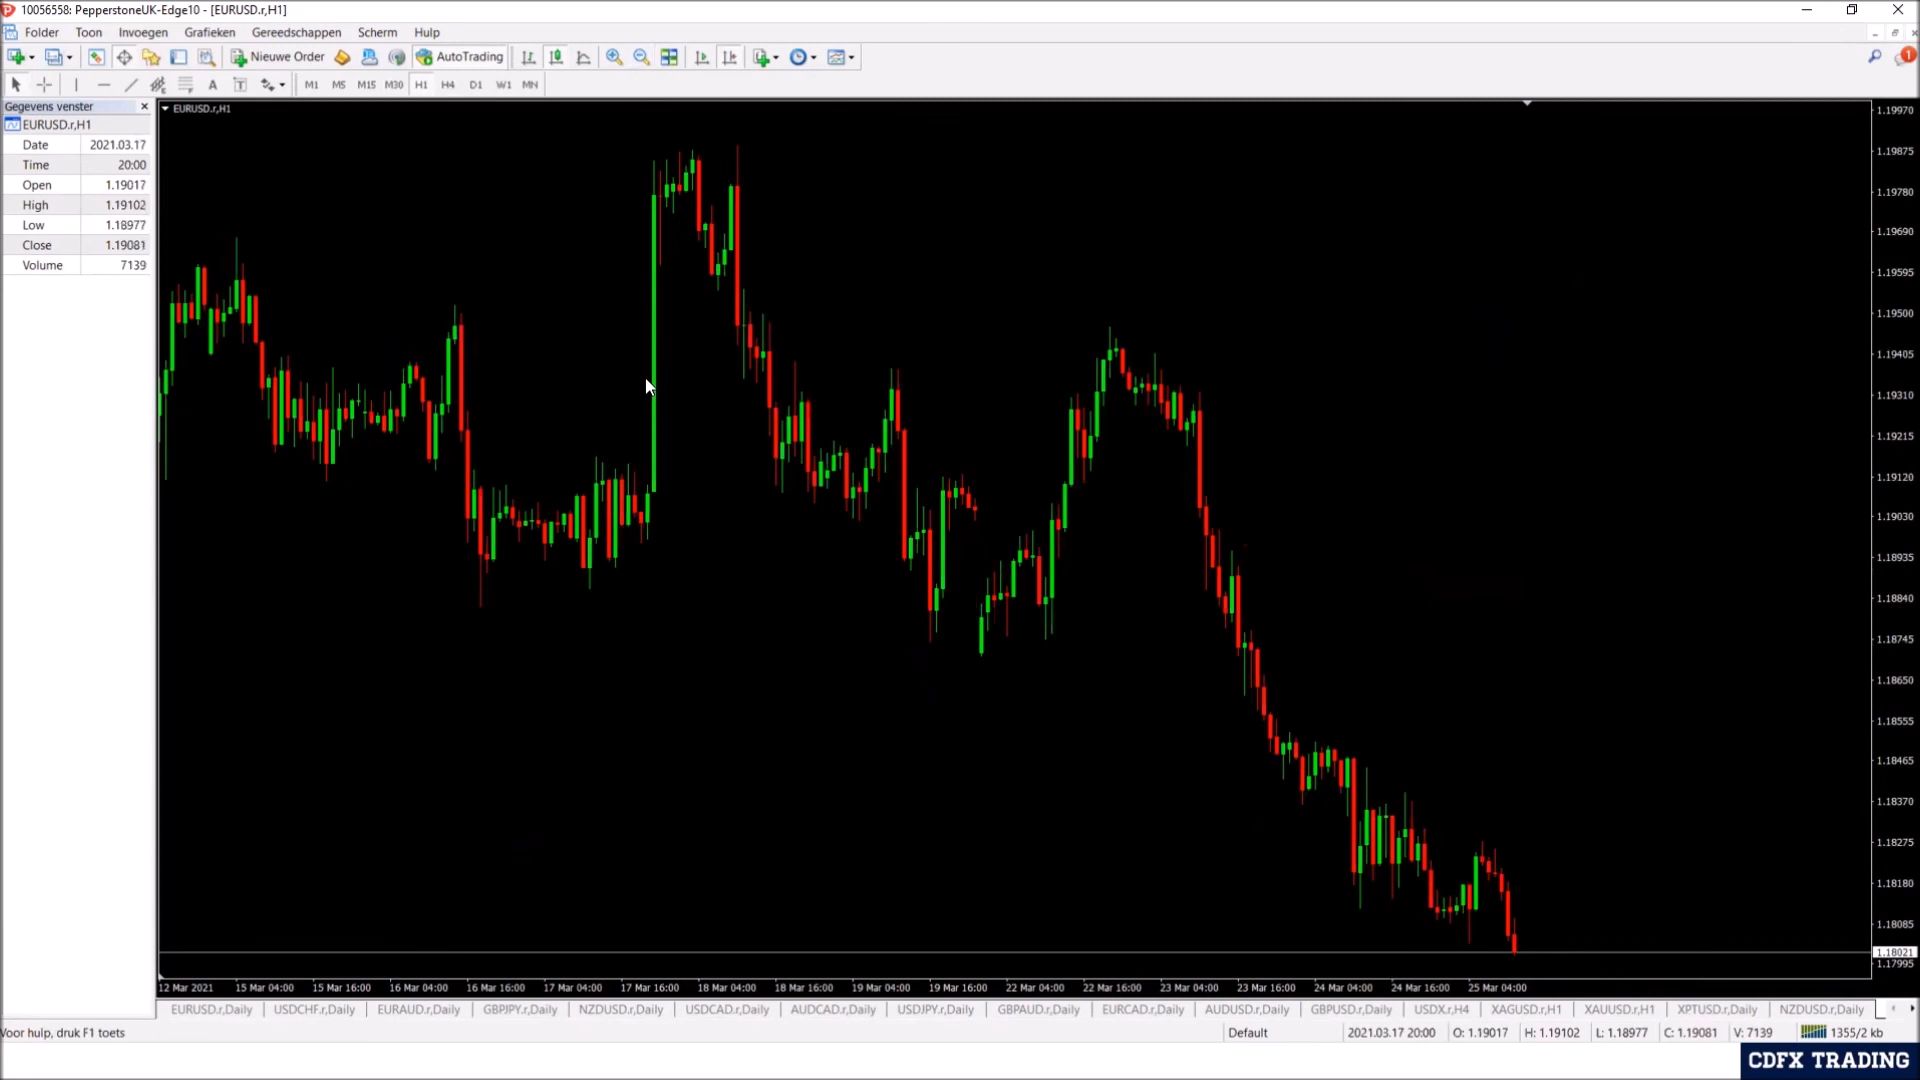 10056558: PepperstoneUK-Edge10 - [EURUSD.r,H1]
Folder Toon Invoegen Grafieken Gereedschappen Scherm Hulp
Nieuwe Order AutoTrading 1
A T M1 M5 M15 M30 H1 H4 D1 W1 MN
Gegevens venster
EURUSD.r,H1
Date 2021.03.17
Time 20:00
Open 1.19017
High 1.19102
Low 1.18977
Close 1.19081
Volume 7139
EURUSD.r,H1
1.19970
1.19875
1.19780
1.19690
1.19595
1.19500
1.19405
1.19310
1.19215
1.19120
1.19030
1.18935
1.18840
1.18745
1.18650
1.18555
1.18465
1.18370
1.18275
1.18180
1.18085
1.18021
1.17995
12 Mar 2021 15 Mar 04:00 15 Mar 16:00 16 Mar 04:00 16 Mar 16:00 17 Mar 04:00 17 Mar 16:00 18 Mar 04:00 18 Mar 16:00 19 Mar 04:00 19 Mar 16:00 22 Mar 04:00 22 Mar 16:00 23 Mar 04:00 23 Mar 16:00 24 Mar 04:00 24 Mar 16:00 25 Mar 04:00
EURUSD.r,Daily USDCHF.r,Daily EURAUD.r,Daily GBPJPY.r,Daily NZDUSD.r,Daily USDCAD.r,Daily AUDCAD.r,Daily USDJPY.r,Daily GBPAUD.r,Daily EURCAD.r,Daily AUDUSD.r,Daily GBPUSD.r,Daily USDX.r,H4 XAGUSD.r,H1 XAUUSD.r,H1 XPTUSD.r,Daily NZDUSD.r,Daily
Voor hulp, druk F1 toets Default 2021.03.17 20:00 O: 1.19017 H: 1.19102 L: 1.18977 C: 1.19081 V: 7139 1355/2 kb
CDFX TRADING